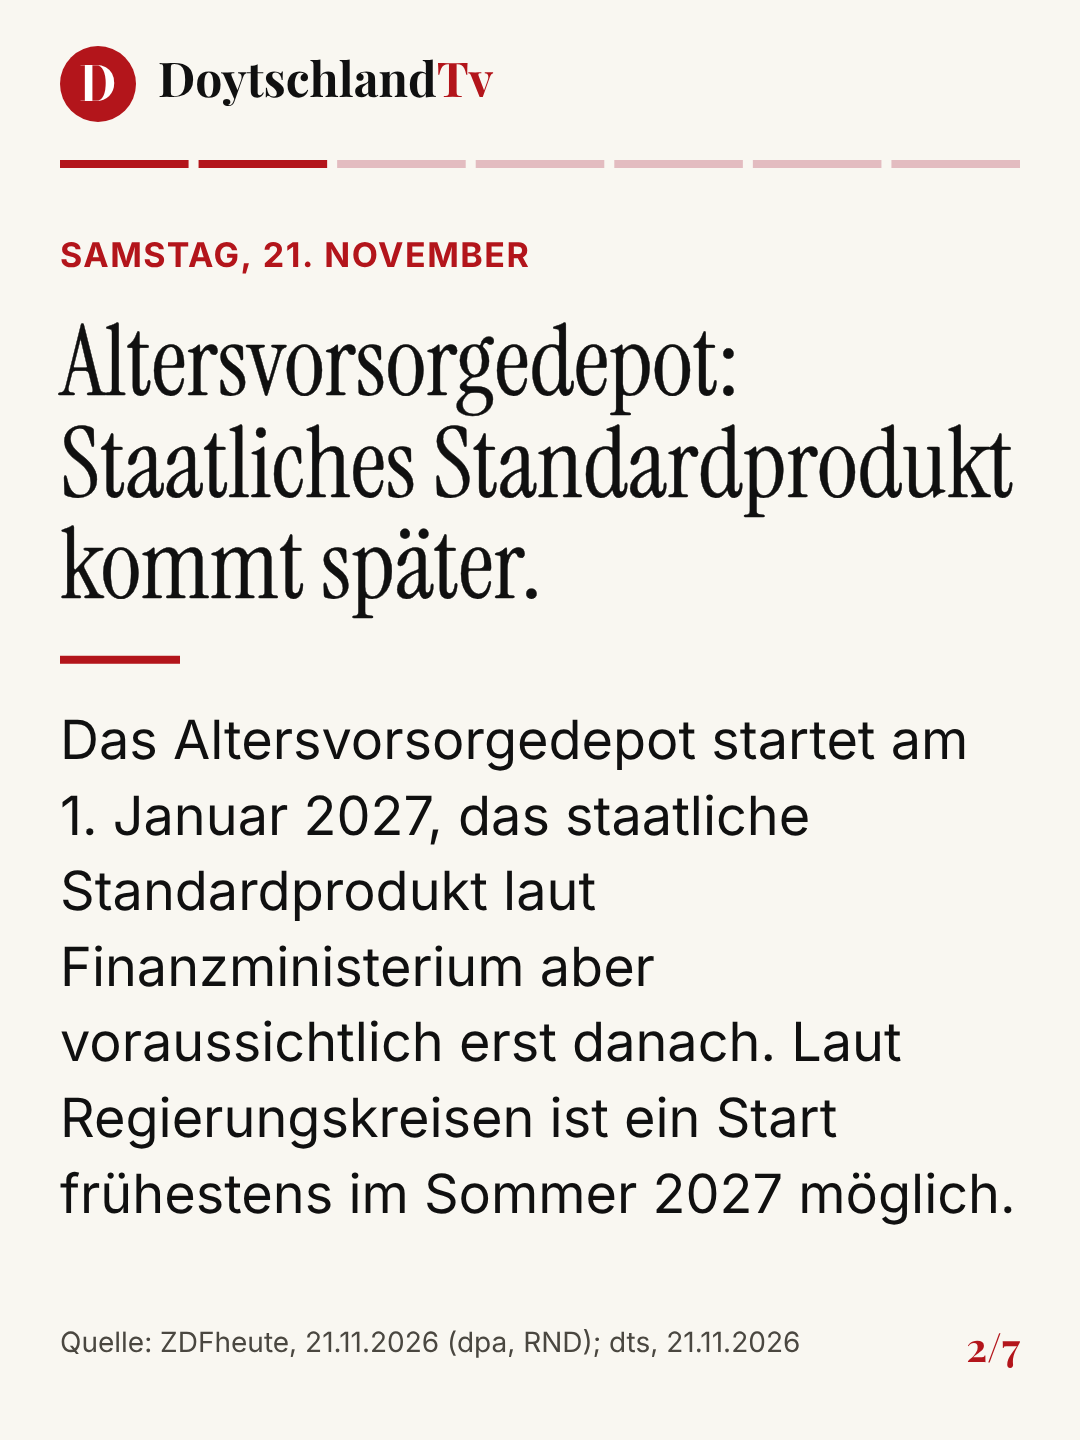 D DoytschlandTv
SAMSTAG, 21. NOVEMBER
Altersvorsorgedepot:
Staatliches Standardprodukt
kommt später.
Das Altersvorsorgedepot startet am
1. Januar 2027, das staatliche
Standardprodukt laut
Finanzministerium aber
voraussichtlich erst danach. Laut
Regierungskreisen ist ein Start
frühestens im Sommer 2027 möglich.
Quelle: ZDFheute, 21.11.2026 (dpa, RND); dts, 21.11.2026
2/7